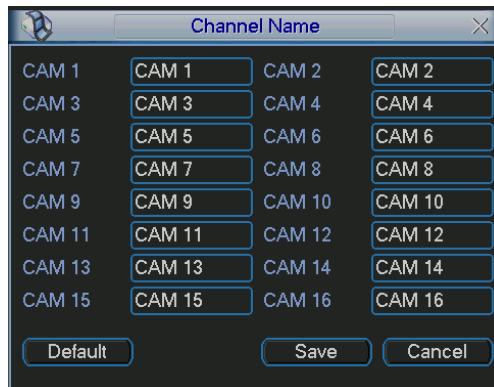 Channel Name
CAM 1 CAM 1 CAM 2 CAM 2
CAM 3 CAM 3 CAM 4 CAM 4
CAM 5 CAM 5 CAM 6 CAM 6
CAM 7 CAM 7 CAM 8 CAM 8
CAM 9 CAM 9 CAM 10 CAM 10
CAM 11 CAM 11 CAM 12 CAM 12
CAM 13 CAM 13 CAM 14 CAM 14
CAM 15 CAM 15 CAM 16 CAM 16
Default Save Cancel